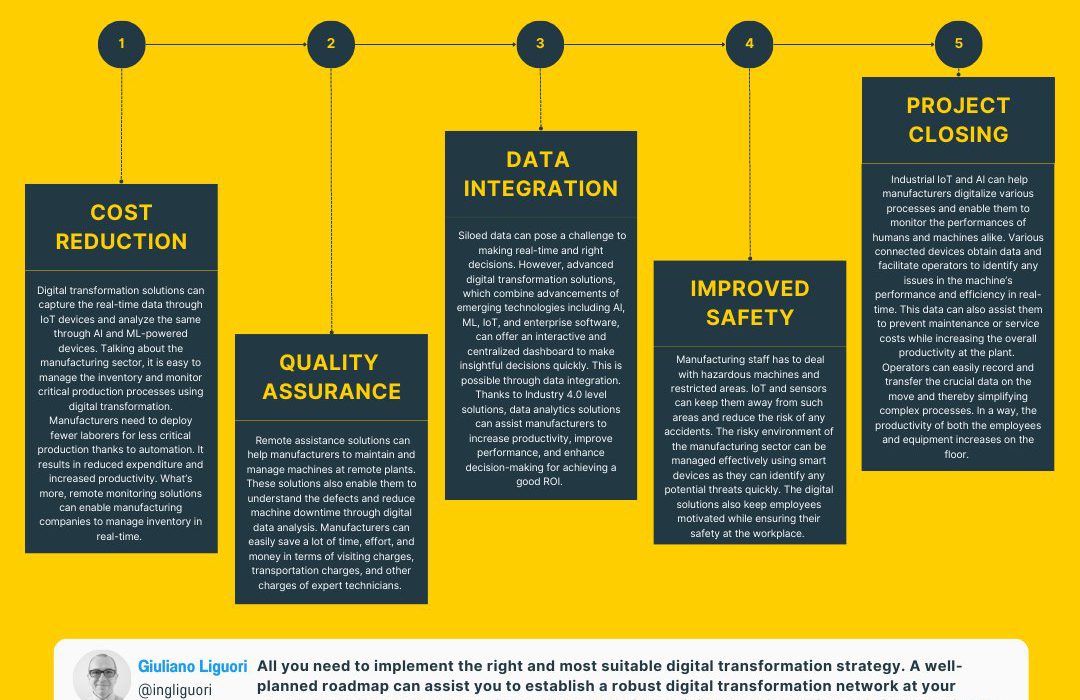 1
2
3
4
5
COST
REDUCTION
Digital transformation solutions can
capture the real-time data through
IoT devices and analyze the same
through AI and ML-powered
devices. Talking about the
manufacturing sector, it is easy to
manage the inventory and monitor
critical production processes using
digital transformation.
Manufacturers need to deploy
fewer laborers for less critical
production thanks to automation. It
results in reduced expenditure and
increased productivity. What's
more, remote monitoring solutions
can enable manufacturing
companies to manage inventory in
real-time.
QUALITY
ASSURANCE
Remote assistance solutions can
help manufacturers to maintain and
manage machines at remote plants.
These solutions also enable them to
understand the defects and reduce
machine downtime through digital
data analysis. Manufacturers can
easily save a lot of time, effort, and
money in terms of visiting charges,
transportation charges, and other
charges of expert technicians.
DATA
INTEGRATION
Siloed data can pose a challenge to
making real-time and right
decisions. However, advanced
digital transformation solutions,
which combine advancements of
emerging technologies including AI,
ML, IoT, and enterprise software,
can offer an interactive and
centralized dashboard to make
insightful decisions quickly. This is
possible through data integration.
Thanks to Industry 4.0 level
solutions, data analytics solutions
can assist manufacturers to
increase productivity, improve
performance, and enhance
decision-making for achieving a
good ROI.
IMPROVED
SAFETY
Manufacturing staff has to deal
with hazardous machines and
restricted areas. IoT and sensors
can keep them away from such
areas and reduce the risk of any
accidents. The risky environment of
the manufacturing sector can be
managed effectively using smart
devices as they can identify any
potential threats quickly. The digital
solutions also keep employees
motivated while ensuring their
safety at the workplace.
PROJECT
CLOSING
Industrial IoT and AI can help
manufacturers digitalize various
processes and enable them to
monitor the performances of
humans and machines alike. Various
connected devices obtain data and
facilitate operators to identify any
issues in the machine's
performance and efficiency in real-
time. This data can also assist them
to prevent maintenance or service
costs while increasing the overall
productivity at the plant.
Operators can easily record and
transfer the crucial data on the
move and thereby simplifying
complex processes. In a way, the
productivity of both the employees
and equipment increases on the
floor.
Giuliano Liguori
@ingliguori
All you need to implement the right and most suitable digital transformation strategy. A well-
planned roadmap can assist you to establish a robust digital transformation network at your